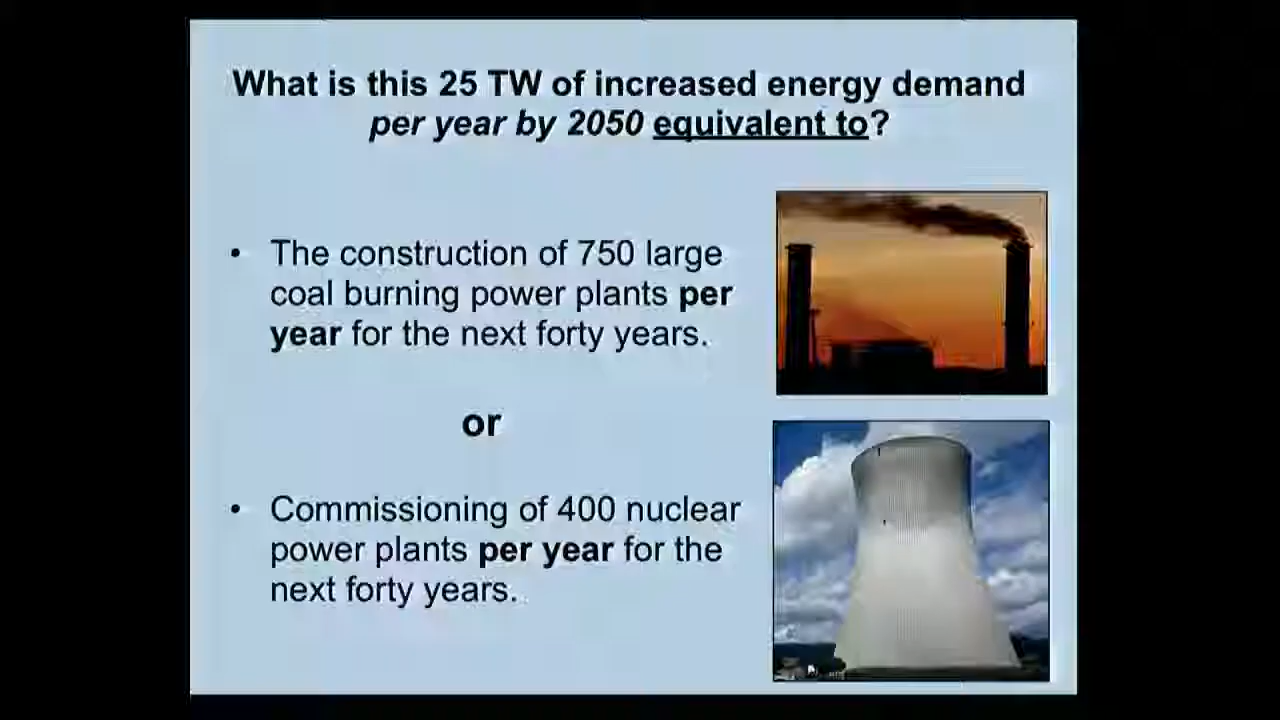 What is this 25 TW of increased energy demand
per year by 2050 equivalent to?
• The construction of 750 large
coal burning power plants per
year for the next forty years.
or
• Commissioning of 400 nuclear
power plants per year for the
next forty years.